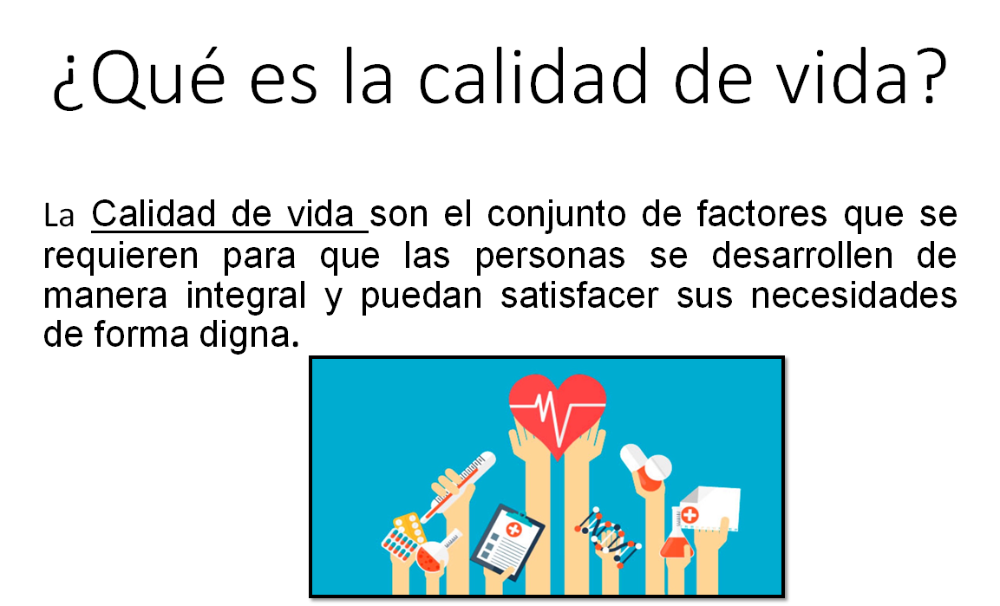 ¿Qué es la calidad de vida?
La Calidad de vida son el conjunto de factores que se
requieren para que las personas se desarrollen de
manera integral y puedan satisfacer sus necesidades
de forma digna.